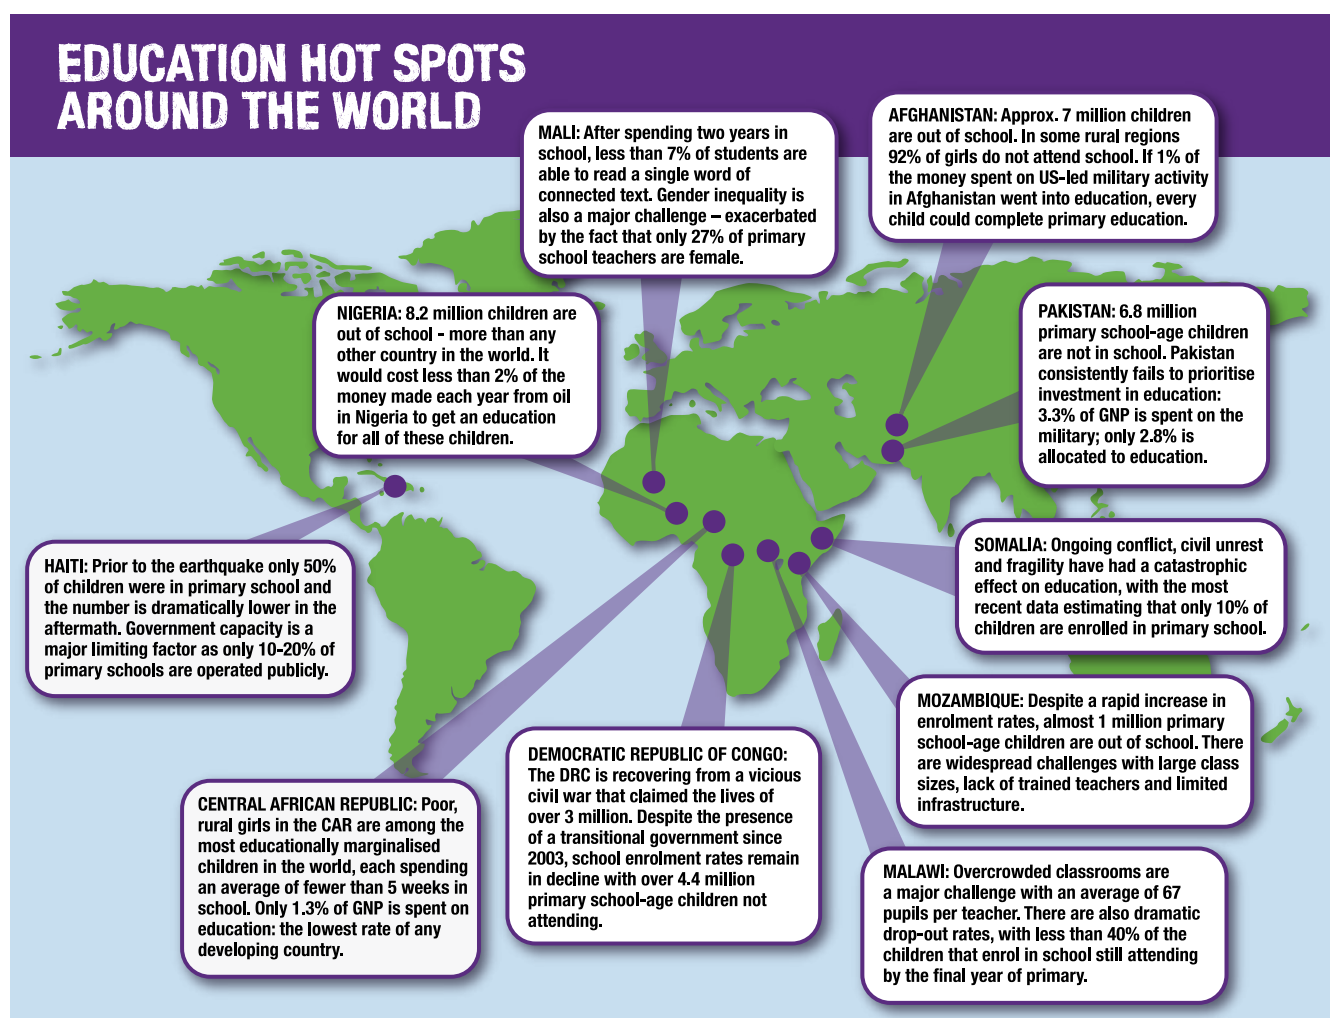 EDUCATION HOT SPOTS
AROUND THE WORLD
MALI: After spending two years in
school, less than 7% of students are
able to read a single word of
connected text. Gender inequality is
also a major challenge – exacerbated
by the fact that only 27% of primary
school teachers are female.
AFGHANISTAN: Approx. 7 million children
are out of school. In some rural regions
92% of girls do not attend school. If 1% of
the money spent on US-led military activity
in Afghanistan went into education, every
child could complete primary education.
NIGERIA: 8.2 million children are
out of school - more than any
other country in the world. It
would cost less than 2% of the
money made each year from oil
in Nigeria to get an education
for all of these children.
PAKISTAN: 6.8 million
primary school-age children
are not in school. Pakistan
consistently fails to prioritise
investment in education:
3.3% of GNP is spent on the
military; only 2.8% is
allocated to education.
HAITI: Prior to the earthquake only 50%
of children were in primary school and
the number is dramatically lower in the
aftermath. Government capacity is a
major limiting factor as only 10-20% of
primary schools are operated publicly.
SOMALIA: Ongoing conflict, civil unrest
and fragility have had a catastrophic
effect on education, with the most
recent data estimating that only 10% of
children are enrolled in primary school.
MOZAMBIQUE: Despite a rapid increase in
enrolment rates, almost 1 million primary
school-age children are out of school. There
are widespread challenges with large class
sizes, lack of trained teachers and limited
infrastructure.
DEMOCRATIC REPUBLIC OF CONGO:
The DRC is recovering from a vicious
civil war that claimed the lives of
over 3 million. Despite the presence
of a transitional government since
2003, school enrolment rates remain
in decline with over 4.4 million
primary school-age children not
attending.
CENTRAL AFRICAN REPUBLIC: Poor,
rural girls in the CAR are among the
most educationally marginalised
children in the world, each spending
an average of fewer than 5 weeks in
school. Only 1.3% of GNP is spent on
education: the lowest rate of any
developing country.
MALAWI: Overcrowded classrooms are
a major challenge with an average of 67
pupils per teacher. There are also dramatic
drop-out rates, with less than 40% of the
children that enrol in school still attending
by the final year of primary.